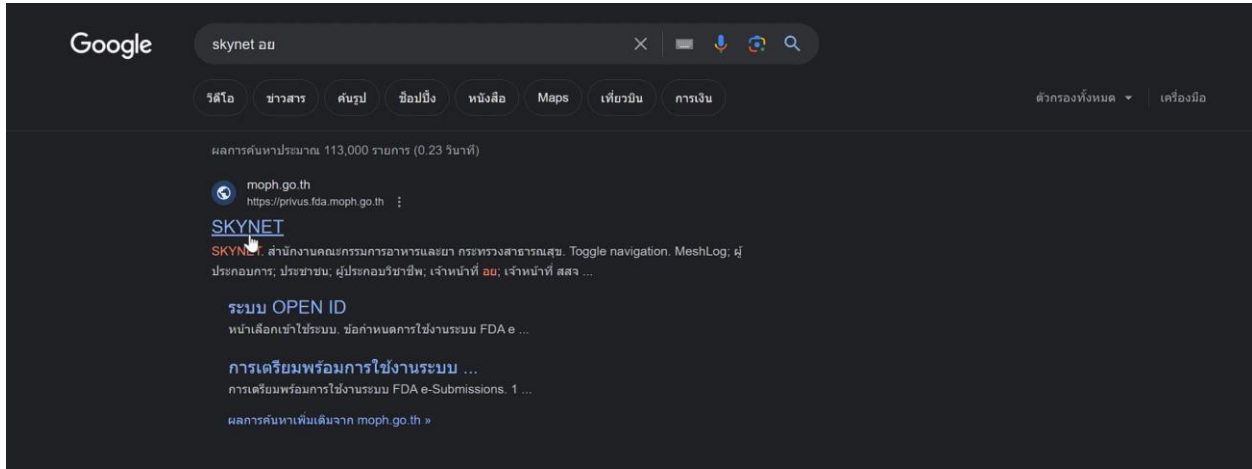 Google
skynet อย
วิดีโอ ข่าวสาร ค้นรูป ช็อปปิ้ง หนังสือ Maps เที่ยวบิน การเงิน ตัวกรองทั้งหมด เครื่องมือ
ผลการค้นหาประมาณ 113,000 รายการ (0.23 วินาที)
moph.go.th
https://privus.fda.moph.go.th
SKYNET
SKYNET. สำนักงานคณะกรรมการอาหารและยา กระทรวงสาธารณสุข. Toggle navigation. MeshLog; ผู้
ประกอบการ; ประชาชน; ผู้ประกอบวิชาชีพ; เจ้าหน้าที่ อย; เจ้าหน้าที่ สสจ ...
ระบบ OPEN ID
หน้าเลือกเข้าใช้ระบบ. ข้อกำหนดการใช้งานระบบ FDA e ...
การเตรียมพร้อมการใช้งานระบบ ...
การเตรียมพร้อมการใช้งานระบบ FDA e-Submissions. 1 ...
ผลการค้นหาเพิ่มเติมจาก moph.go.th »